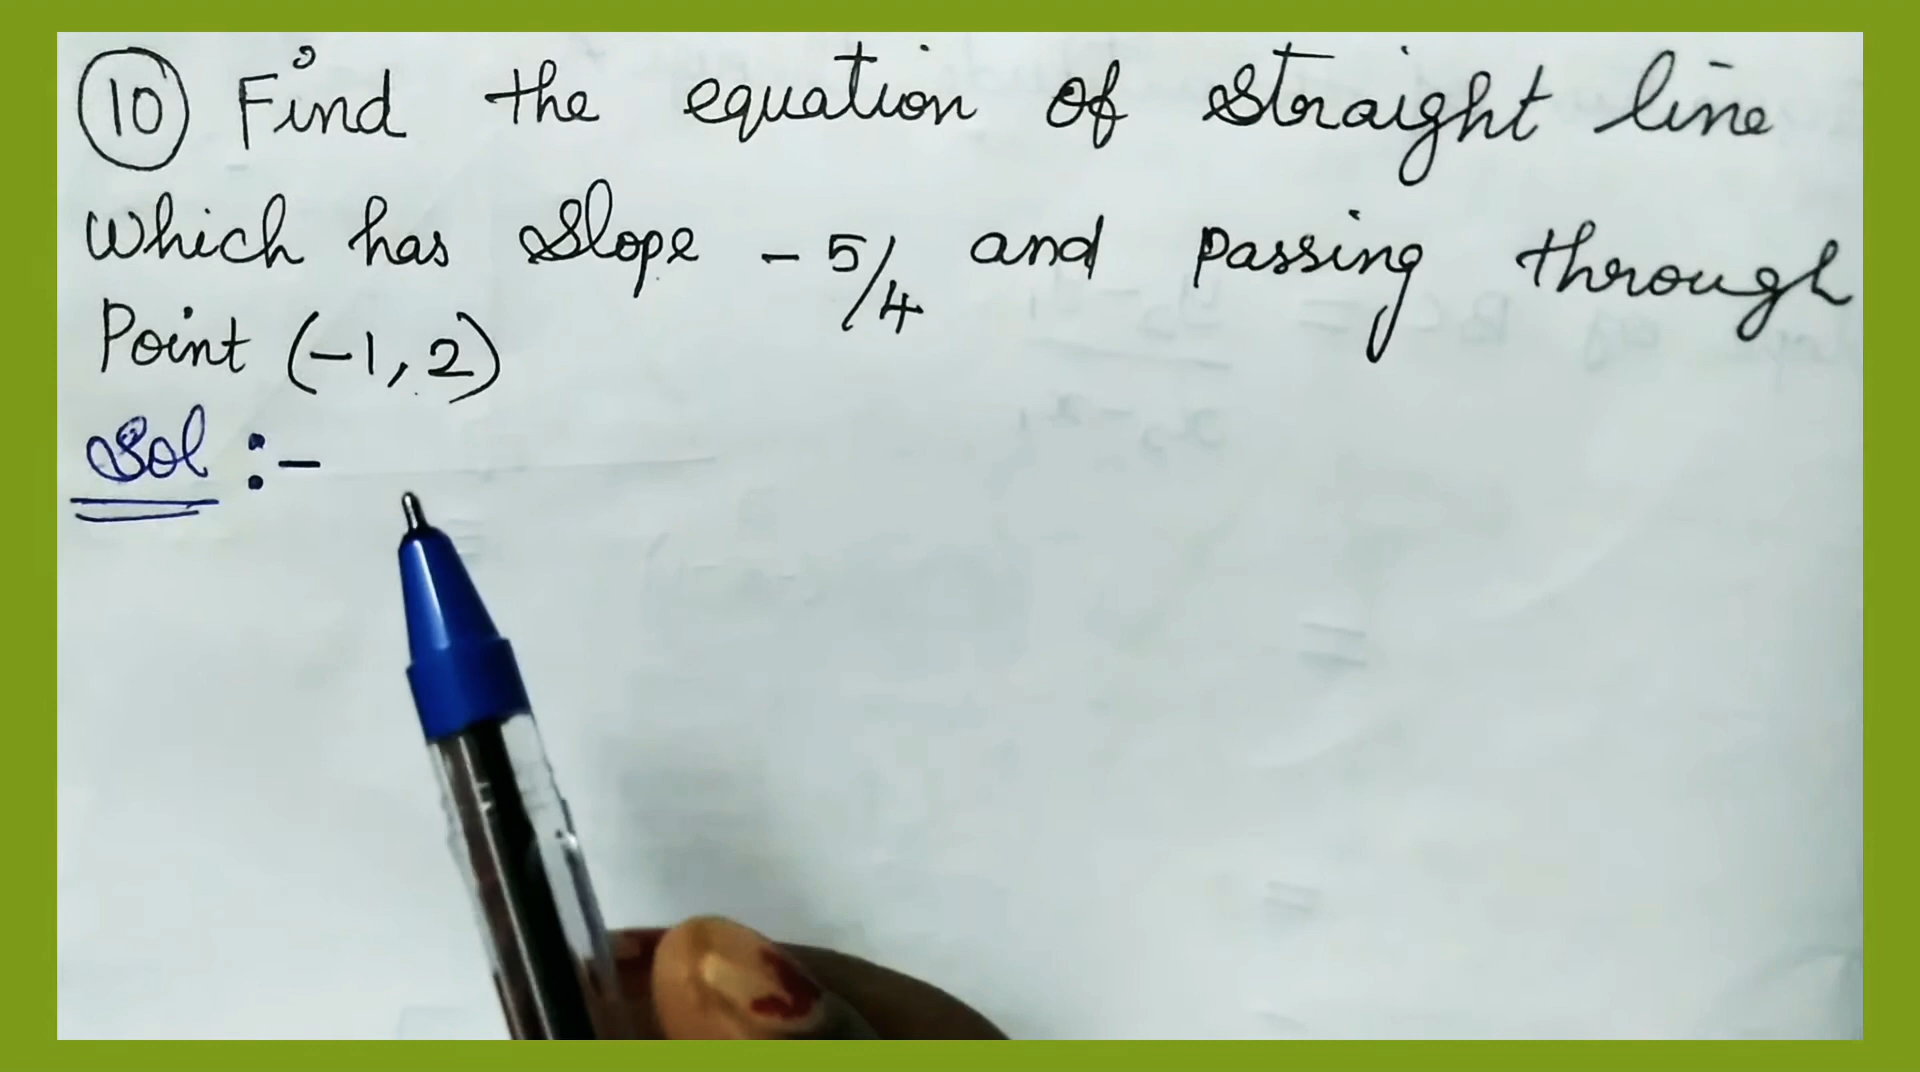 10 Find the equation of straight line
which has slope - 5/4 and passing through
Point (-1, 2)
Sol :-